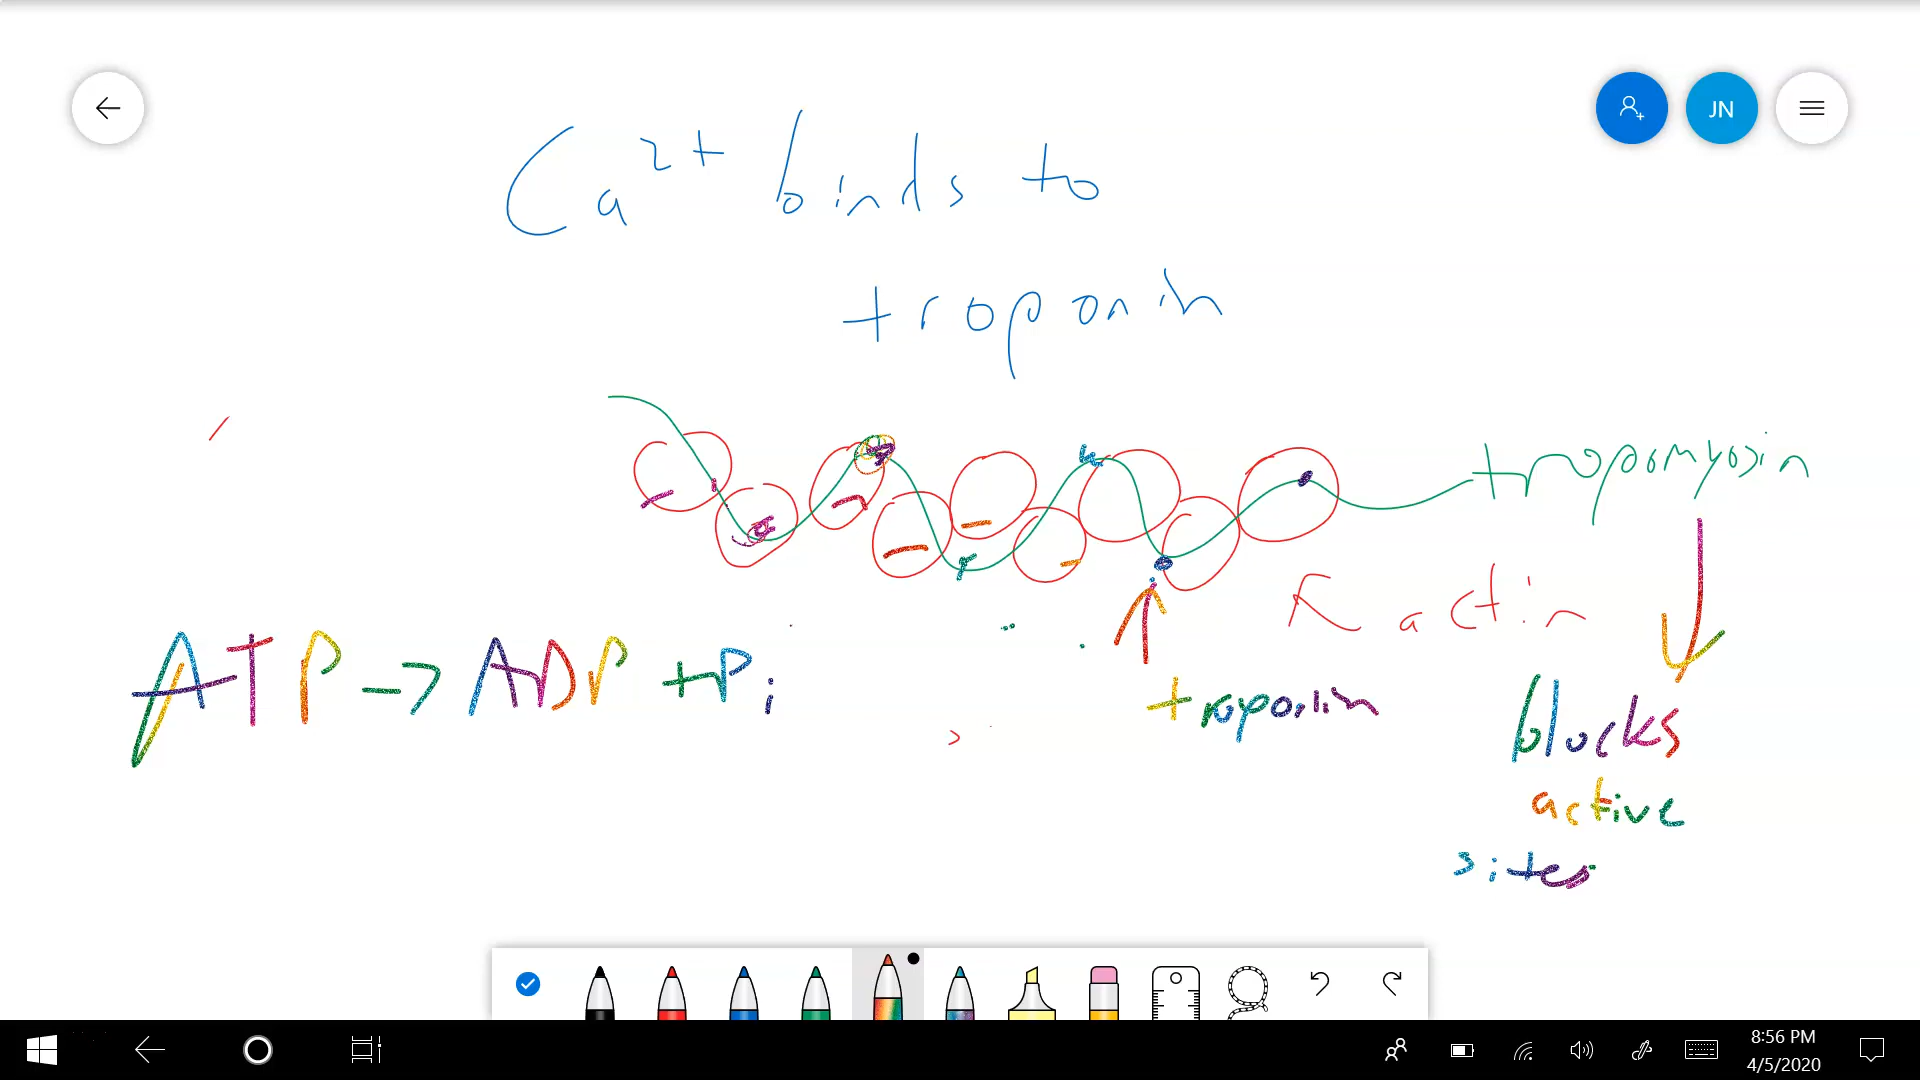 JN
Ca²⁺ binds to
troponin
tropomyosin
actin
ATP → ADP + Pi
troponin
blocks
active
sites
8:56 PM
4/5/2020